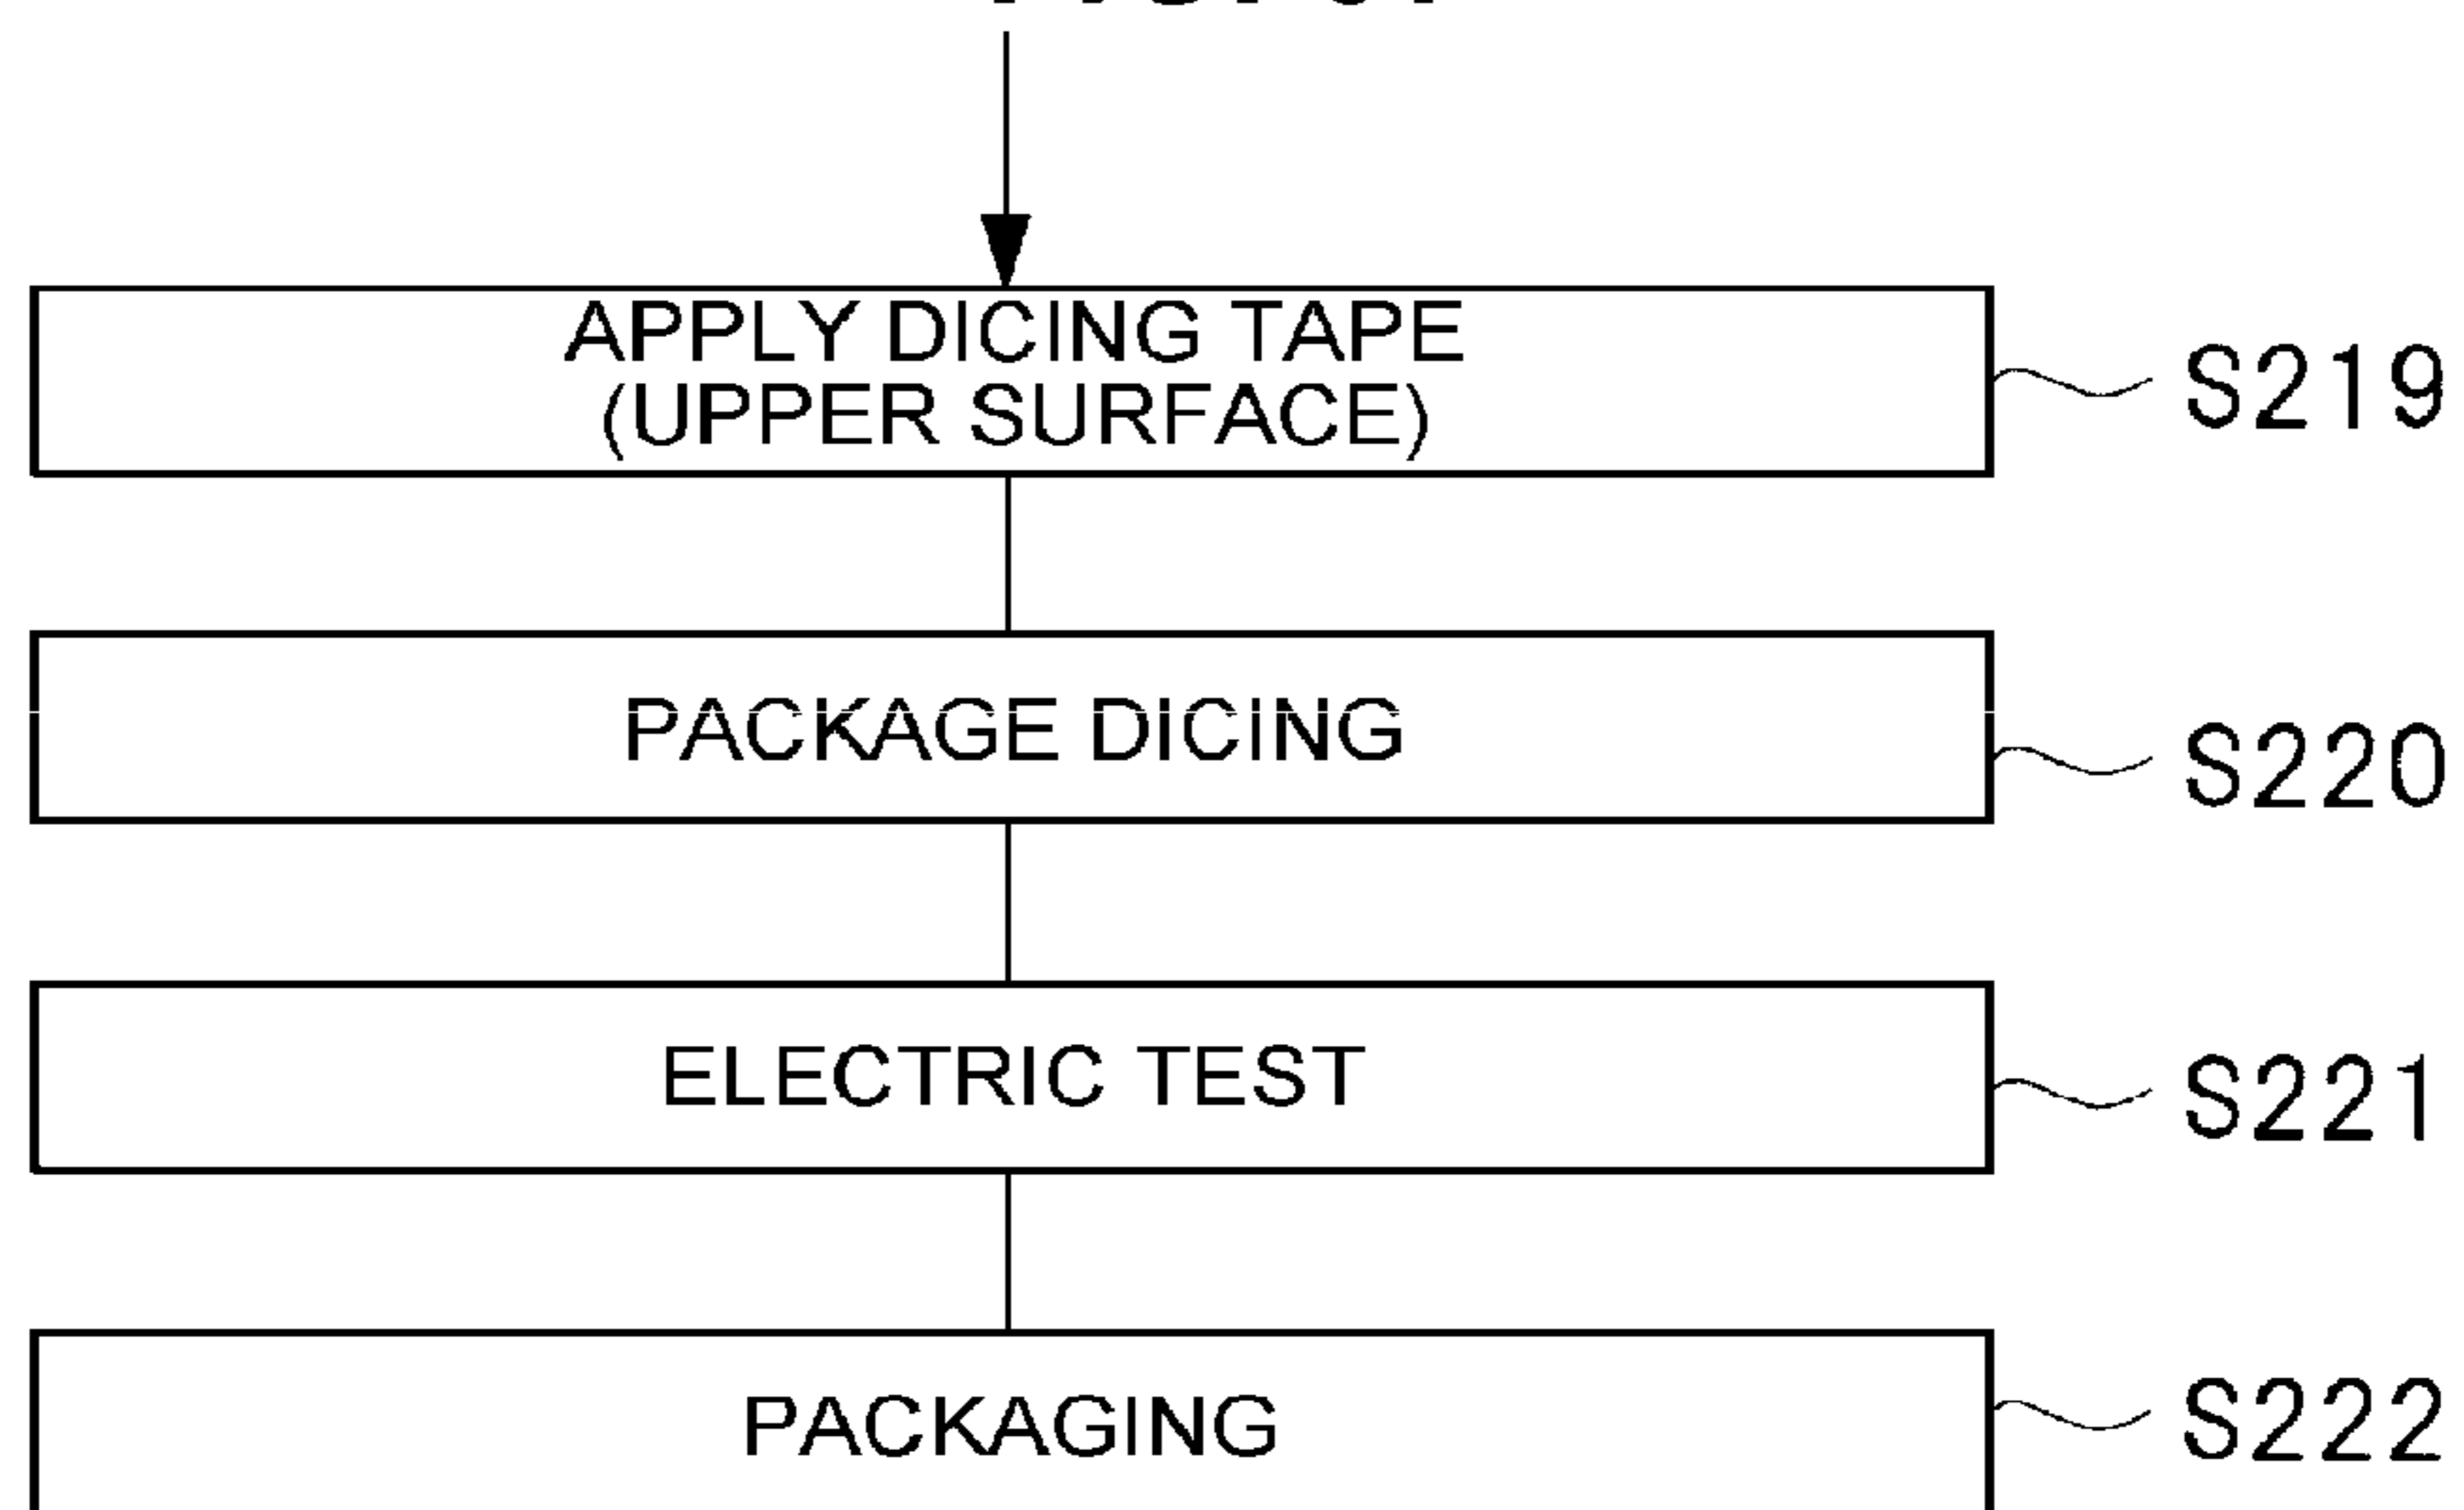 APPLY DICING TAPE
(UPPER SURFACE)
S219
PACKAGE DICING
S220
ELECTRIC TEST
S221
PACKAGING
S222